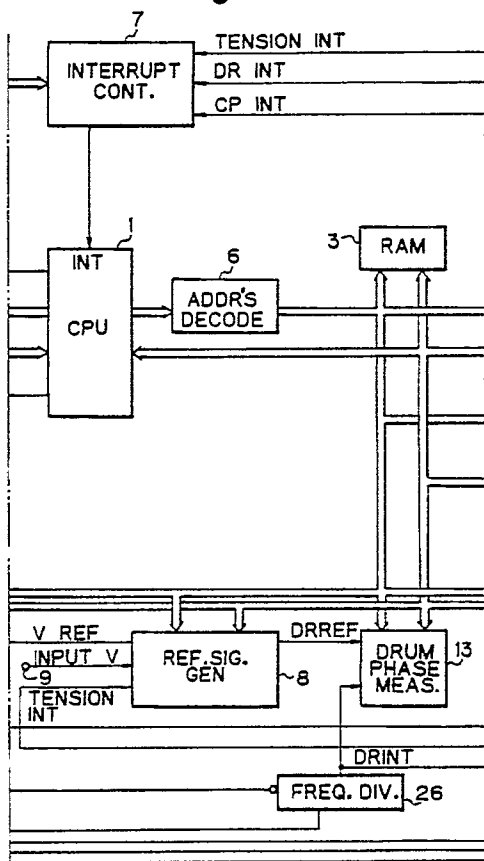 7
INTERRUPT
CONT.
TENSION INT
DR INT
CP INT
1
INT
CPU
6
ADDR'S
DECODE
3
RAM
V REF
INPUT V
9
TENSION
INT
REF.SIG.
GEN
8
DRREF
DRUM
PHASE
MEAS.
13
DRINT
FREQ. DIV.
26